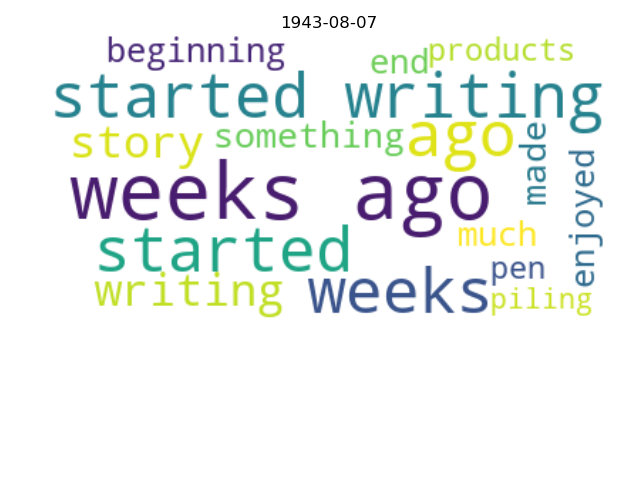 1943-08-07
beginning
end
products
started writing
story
something
ago
made
enjoyed
weeks ago
started
much
pen
writing
weeks
piling